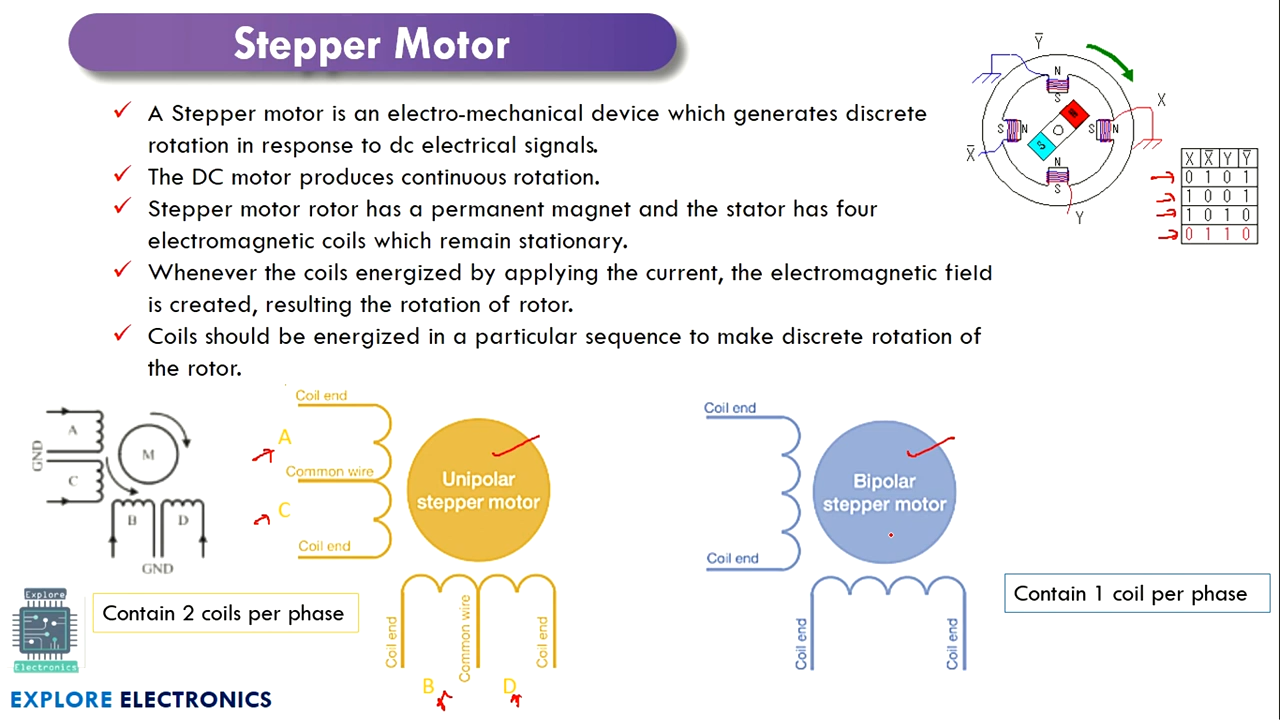 Stepper Motor
✓ A Stepper motor is an electro-mechanical device which generates discrete
rotation in response to dc electrical signals.
✓ The DC motor produces continuous rotation.
✓ Stepper motor rotor has a permanent magnet and the stator has four
electromagnetic coils which remain stationary.
✓ Whenever the coils energized by applying the current, the electromagnetic field
is created, resulting the rotation of rotor.
✓ Coils should be energized in a particular sequence to make discrete rotation of
the rotor.
Y̅
N
S
X
S N
S N
N
S
X̅
N
S
Y
X X̅ Y Y̅
0 1 0 1
1 0 0 1
1 0 1 0
0 1 1 0
A
GND
C
M
B D
GND
Coil end
A
Common wire
C
Coil end
Unipolar
stepper motor
Coil end
Common wire
Coil end
B D
Contain 2 coils per phase
Coil end
Coil end
Bipolar
stepper motor
Coil end
Coil end
Contain 1 coil per phase
Explore
Electronics
EXPLORE ELECTRONICS